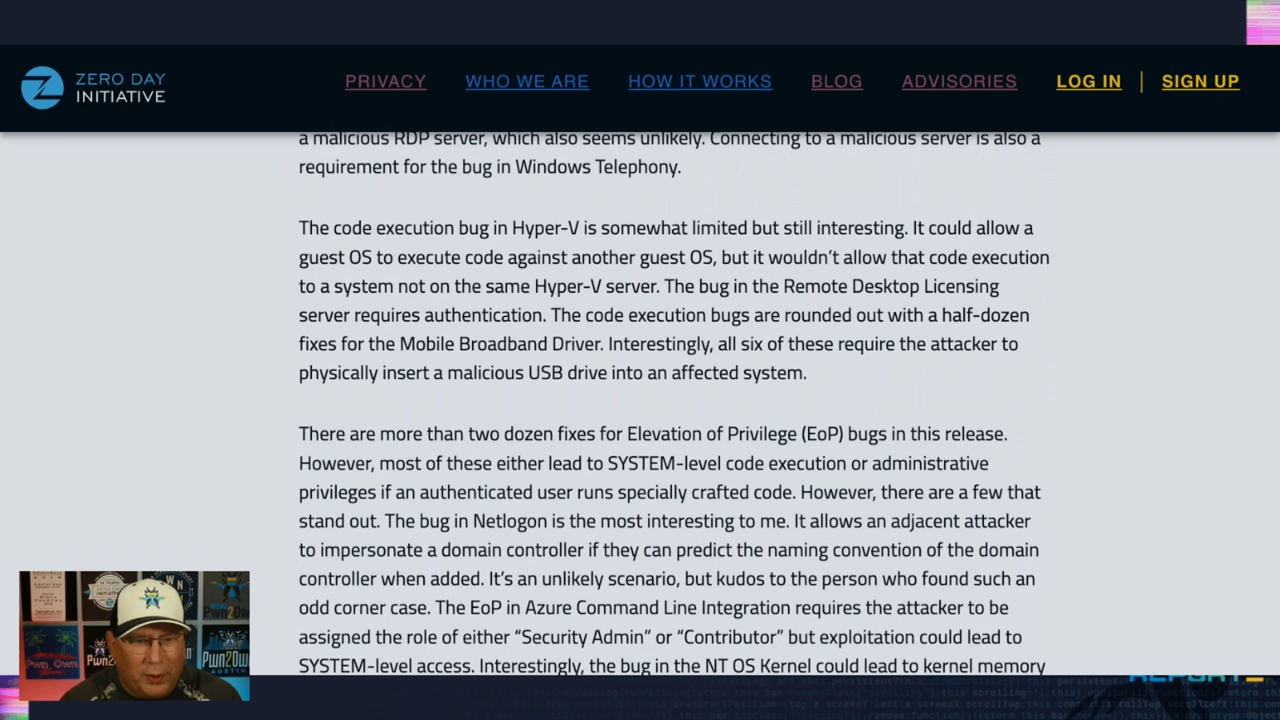 ZERO DAY
INITIATIVE
PRIVACY
WHO WE ARE
HOW IT WORKS
BLOG
ADVISORIES
LOG IN
|
SIGN UP
a malicious RDP server, which also seems unlikely. Connecting to a malicious server is also a
requirement for the bug in Windows Telephony.
The code execution bug in Hyper-V is somewhat limited but still interesting. It could allow a
guest OS to execute code against another guest OS, but it wouldn’t allow that code execution
to a system not on the same Hyper-V server. The bug in the Remote Desktop Licensing
server requires authentication. The code execution bugs are rounded out with a half-dozen
fixes for the Mobile Broadband Driver. Interestingly, all six of these require the attacker to
physically insert a malicious USB drive into an affected system.
There are more than two dozen fixes for Elevation of Privilege (EoP) bugs in this release.
However, most of these either lead to SYSTEM-level code execution or administrative
privileges if an authenticated user runs specially crafted code. However, there are a few that
stand out. The bug in Netlogon is the most interesting to me. It allows an adjacent attacker
to impersonate a domain controller if they can predict the naming convention of the domain
controller when added. It’s an unlikely scenario, but kudos to the person who found such an
odd corner case. The EoP in Azure Command Line Integration requires the attacker to be
assigned the role of either “Security Admin” or “Contributor” but exploitation could lead to
SYSTEM-level access. Interestingly, the bug in the NT OS Kernel could lead to kernel memory
Pwn2Own
AUSTIN
REPORT